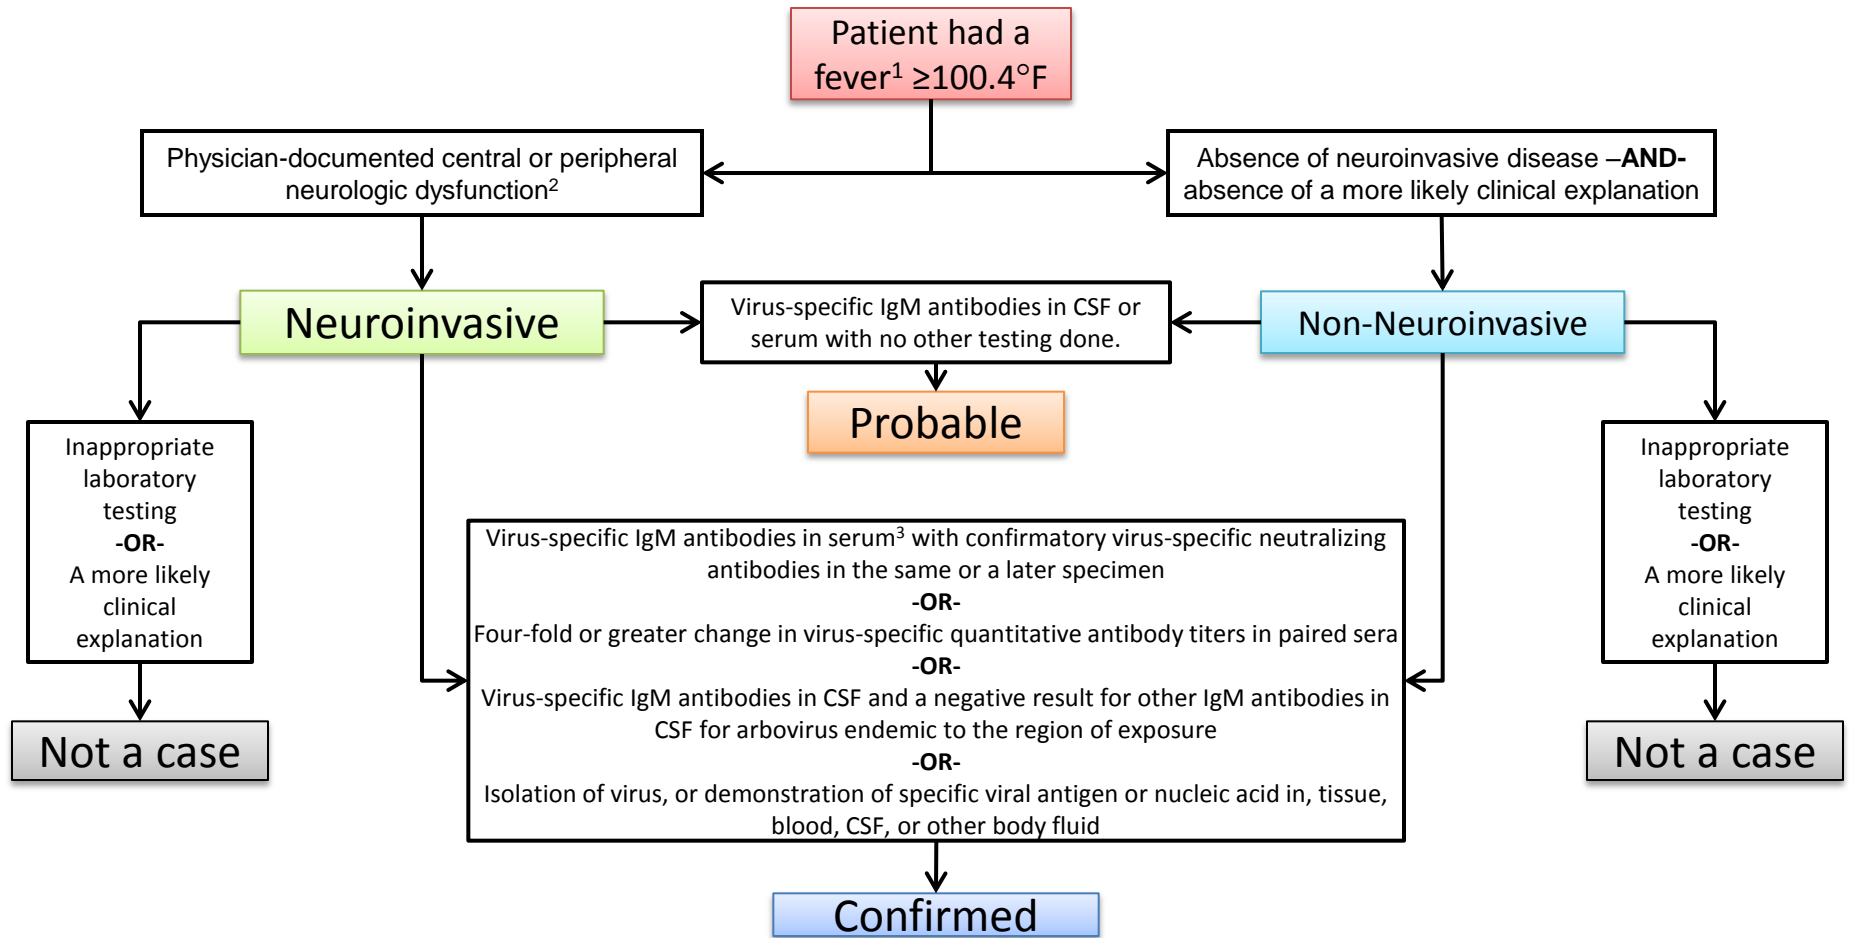 Patient had a
fever¹ ≥100.4°F
Physician-documented central or peripheral
neurologic dysfunction²
Absence of neuroinvasive disease –AND-
absence of a more likely clinical explanation
Neuroinvasive
Virus-specific IgM antibodies in CSF or
serum with no other testing done.
Non-Neuroinvasive
Probable
Inappropriate
laboratory
testing
-OR-
A more likely
clinical
explanation
Inappropriate
laboratory
testing
-OR-
A more likely
clinical
explanation
Virus-specific IgM antibodies in serum³ with confirmatory virus-specific neutralizing
antibodies in the same or a later specimen
-OR-
Four-fold or greater change in virus-specific quantitative antibody titers in paired sera
-OR-
Virus-specific IgM antibodies in CSF and a negative result for other IgM antibodies in
CSF for arbovirus endemic to the region of exposure
-OR-
Isolation of virus, or demonstration of specific viral antigen or nucleic acid in, tissue,
blood, CSF, or other body fluid
Not a case
Not a case
Confirmed